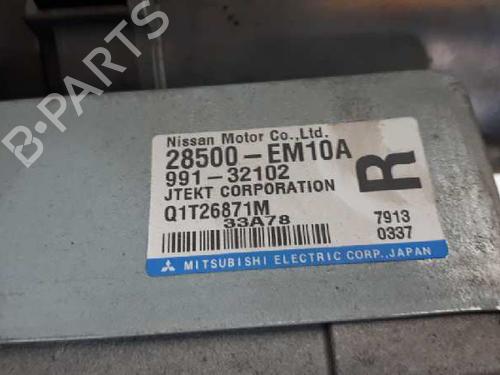 B-PARTS
Nissan Motor Co.,Ltd.
28500-EM10A
991-32102
JTEKT CORPORATION
Q1T26871M
33A78
R
7913
0337
MITSUBISHI ELECTRIC CORP.,JAPAN